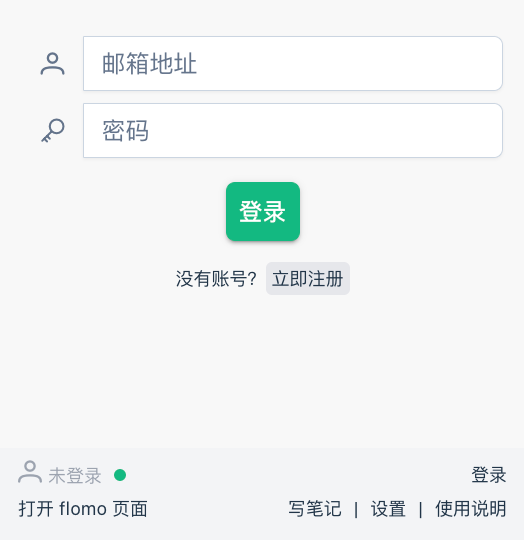 邮箱地址
密码
登录
没有账号? 立即注册
未登录 登录
打开 flomo 页面 写笔记 | 设置 | 使用说明